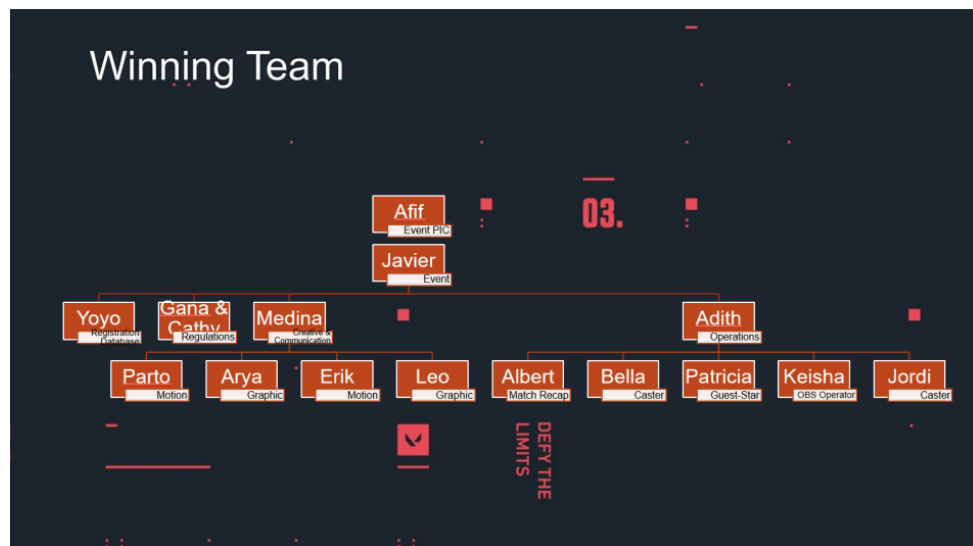 Winning Team
03.
Afif
Event PIC
Javier
Event
Yoyo
Registration
Database
Gana &
Cathy
Regulations
Medina
Creative &
Communication
Adith
Operations
Parto
Motion
Arya
Graphic
Erik
Motion
Leo
Graphic
Albert
Match Recap
Bella
Caster
Patricia
Guest-Star
Keisha
OBS Operator
Jordi
Caster
DEFY THE
LIMITS